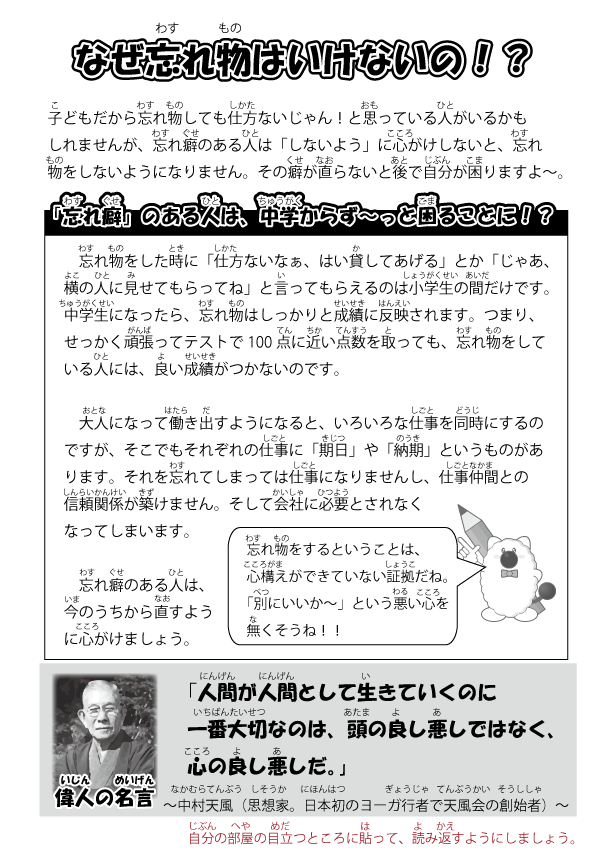 なぜ忘れ物はいけないの！？
子どもだから忘れ物しても仕方ないじゃん！と思っている人がいるかも
しれませんが、忘れ癖のある人は「しないよう」に心がけしないと、忘れ
物をしないようになりません。その癖が直らないと後で自分が困りますよ～。
「忘れ癖」のある人は、中学からず～っと困ることに！？
忘れ物をした時に「仕方ないなぁ、はい貸してあげる」とか「じゃあ、
横の人に見せてもらってね」と言ってもらえるのは小学生の間だけです。
中学生になったら、忘れ物はしっかりと成績に反映されます。つまり、
せっかく頑張ってテストで100点に近い点数を取っても、忘れ物をして
いる人には、良い成績がつかないのです。
大人になって働き出すようになると、いろいろな仕事を同時にするの
ですが、そこでもそれぞれの仕事に「期日」や「納期」というものがあ
ります。それを忘れてしまっては仕事になりませんし、仕事仲間との
信頼関係が築けません。そして会社に必要とされなく
なってしまいます。
忘れ癖のある人は、
今のうちから直すよう
に心がけましょう。
忘れ物をするということは、
心構えができていない証拠だね。
「別にいいか～」という悪い心を
無くそうね！！
「人間が人間として生きていくのに
一番大切なのは、頭の良し悪しではなく、
心の良し悪しだ。」
偉人の名言
～中村天風（思想家。日本初のヨーガ行者で天風会の創始者）～
自分の部屋の目立つところに貼って、読み返すようにしましょう。